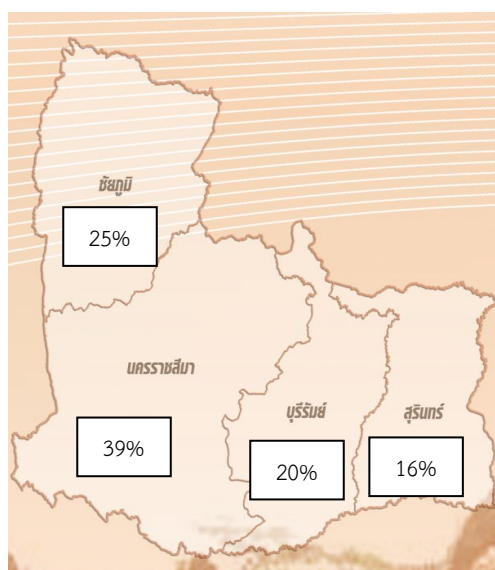 ชัยภูมิ
25%
นครราชสีมา
39%
บุรีรัมย์
20%
สุรินทร์
16%